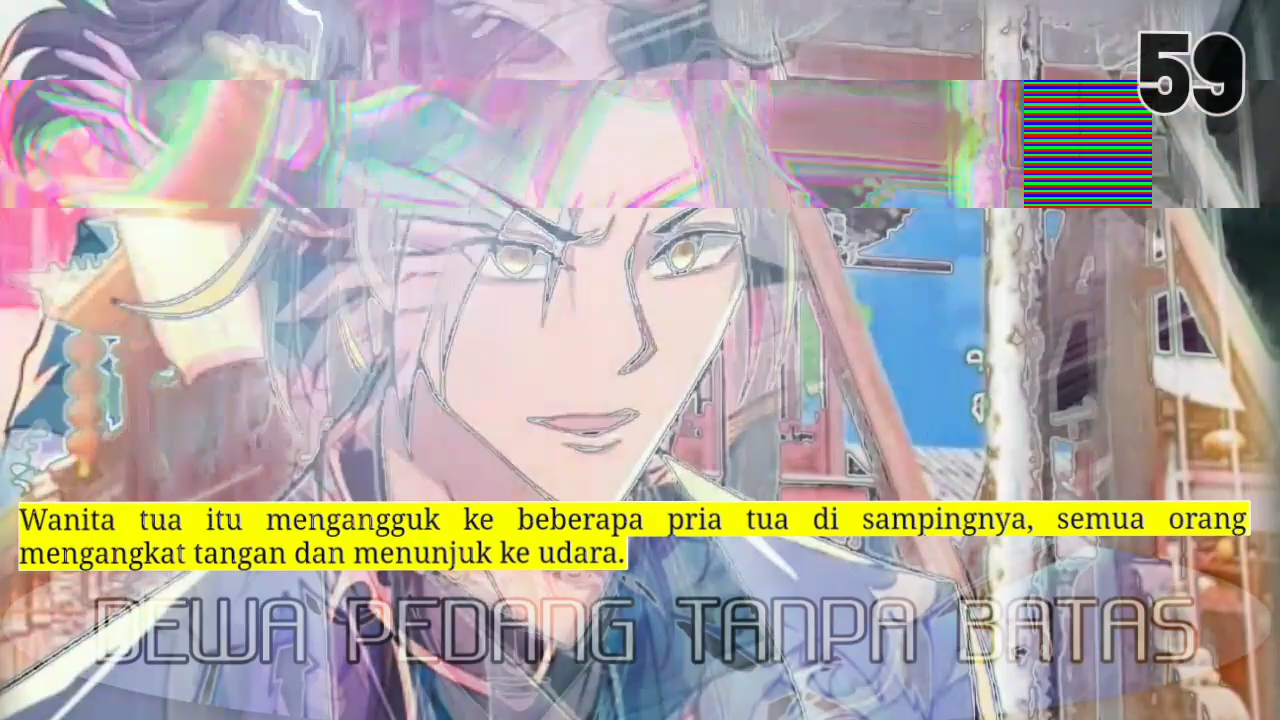 59
Wanita tua itu mengangguk ke beberapa pria tua di sampingnya, semua orang
mengangkat tangan dan menunjuk ke udara.
DEWA PEDANG TANPA BATAS